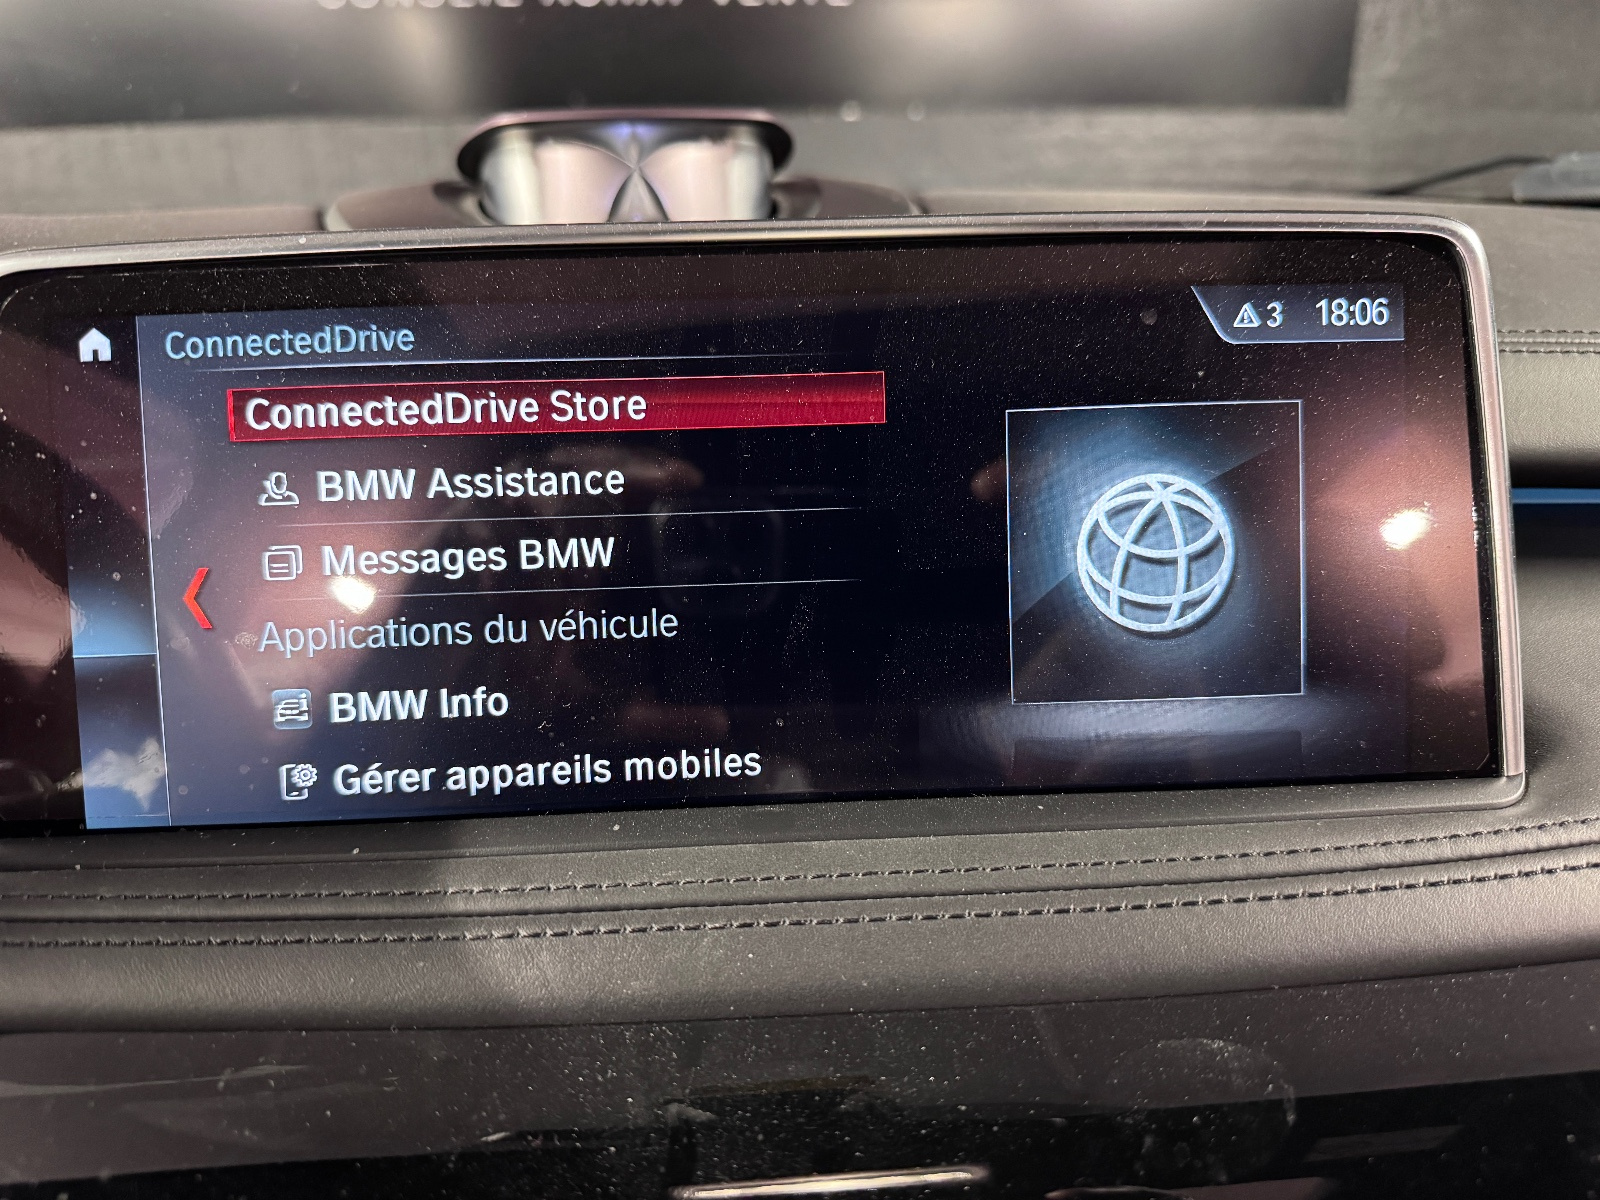 3 18:06
ConnectedDrive
ConnectedDrive Store
BMW Assistance
Messages BMW
Applications du véhicule
BMW Info
Gérer appareils mobiles